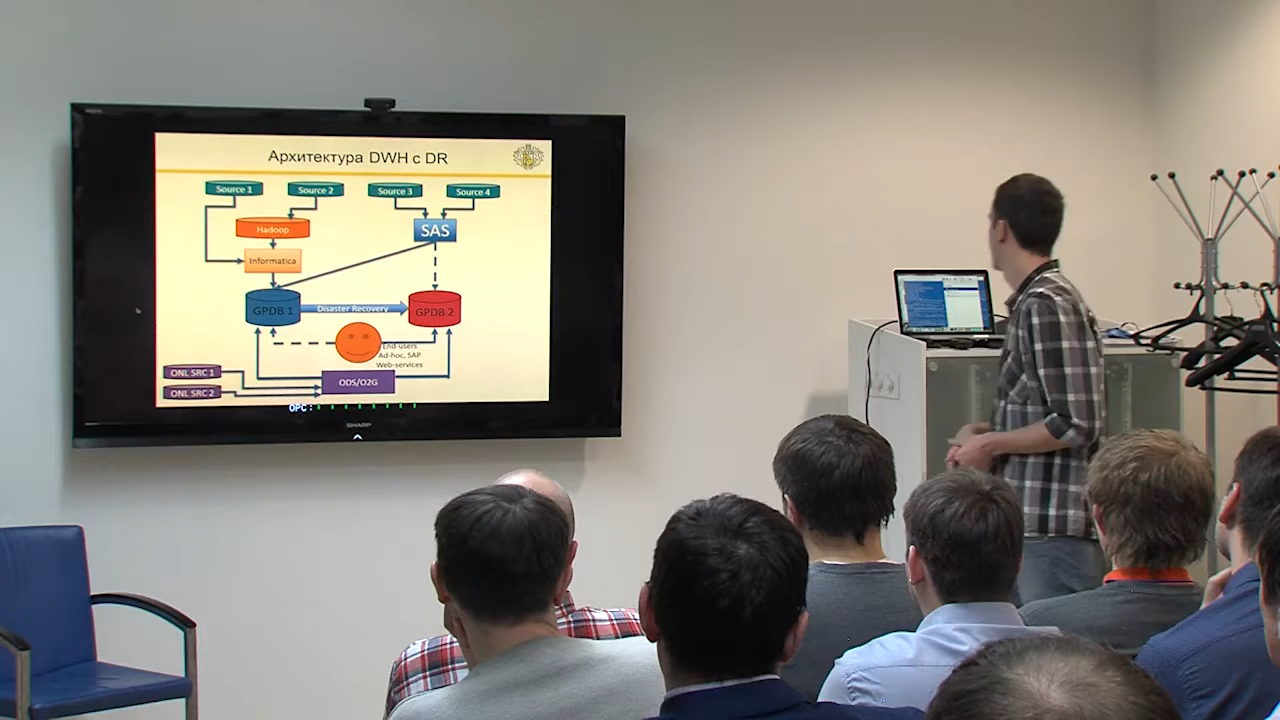 Архитектура DWH с DR
Source 1
Source 2
Source 3
Source 4
Hadoop
SAS
Informatica
GPDB 1
Disaster Recovery
GPDB 2
End-users
Ad-hoc, SAP
Web-services
ONL SRC 1
ODS/O2G
ONL SRC 2
OPC:
SHARP